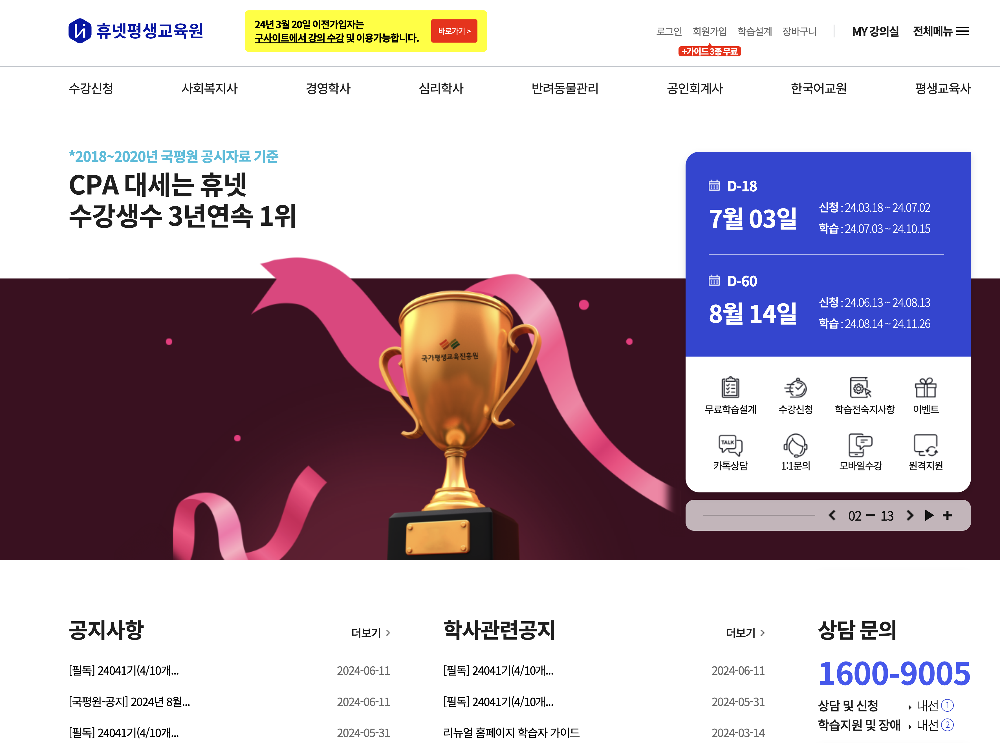 휴넷평생교육원
24년 3월 20일 이전가입자는
구사이트에서 강의 수강 및 이용가능합니다.
바로가기 >
로그인 회원가입 학습설계 장바구니 MY 강의실 전체메뉴
+가이드 3종 무료
수강신청 사회복지사 경영학사 심리학사 반려동물관리 공인회계사 한국어교원 평생교육사
*2018~2020년 국평원 공시자료 기준
CPA 대세는 휴넷
수강생수 3년연속 1위
국가평생교육진흥원
D-18
7월 03일
신청 : 24.03.18 ~ 24.07.02
학습 : 24.07.03 ~ 24.10.15
D-60
8월 14일
신청 : 24.06.13 ~ 24.08.13
학습 : 24.08.14 ~ 24.11.26
무료학습설계 수강신청 학습전숙지사항 이벤트
TALK
카톡상담 1:1문의 모바일수강 원격지원
02 — 13
공지사항 더보기 >
[필독] 24041기(4/10개... 2024-06-11
[국평원-공지] 2024년 8월... 2024-06-11
[필독] 24041기(4/10개... 2024-05-31
학사관련공지 더보기 >
[필독] 24041기(4/10개... 2024-06-11
[필독] 24041기(4/10개... 2024-05-31
리뉴얼 홈페이지 학습자 가이드 2024-03-14
상담 문의
1600-9005
상담 및 신청 내선 ①
학습지원 및 장애 내선 ②